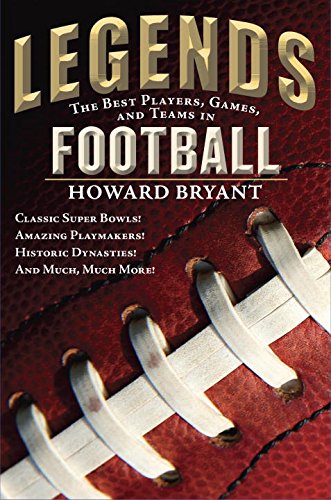 LEGENDS
THE BEST PLAYERS, GAMES,
AND TEAMS IN
FOOTBALL
HOWARD BRYANT
CLASSIC SUPER BOWLS!
AMAZING PLAYMAKERS!
HISTORIC DYNASTIES!
AND MUCH, MUCH MORE!